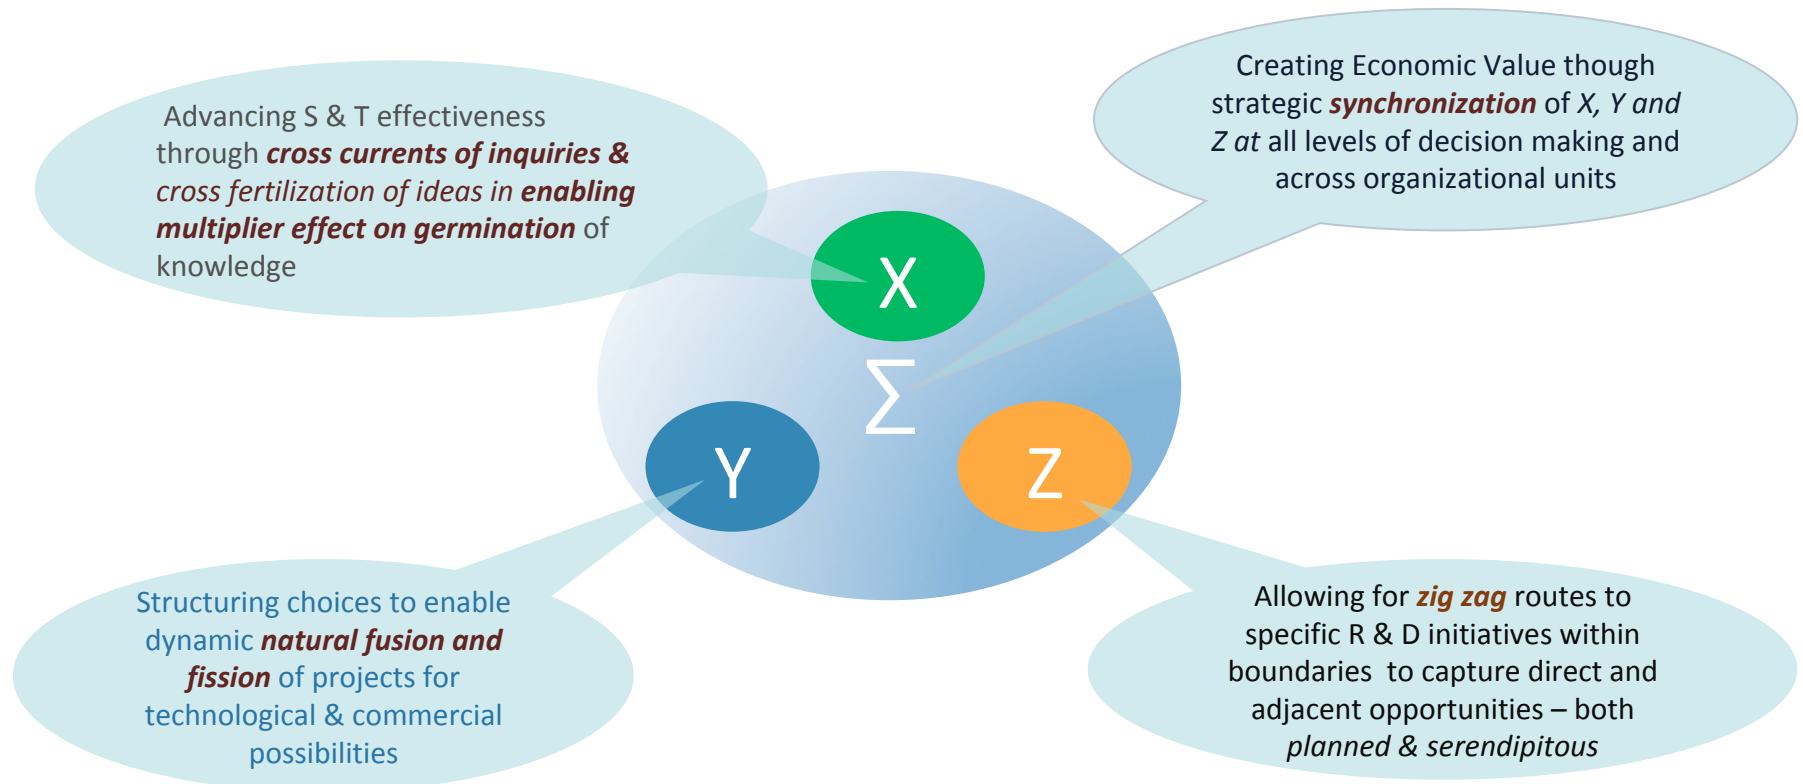 Advancing S & T effectiveness
through cross currents of inquiries &
cross fertilization of ideas in enabling
multiplier effect on germination of
knowledge
Creating Economic Value though
strategic synchronization of X, Y and
Z at all levels of decision making and
across organizational units
X
Σ
Y
Z
Structuring choices to enable
dynamic natural fusion and
fission of projects for
technological & commercial
possibilities
Allowing for zig zag routes to
specific R & D initiatives within
boundaries to capture direct and
adjacent opportunities – both
planned & serendipitous